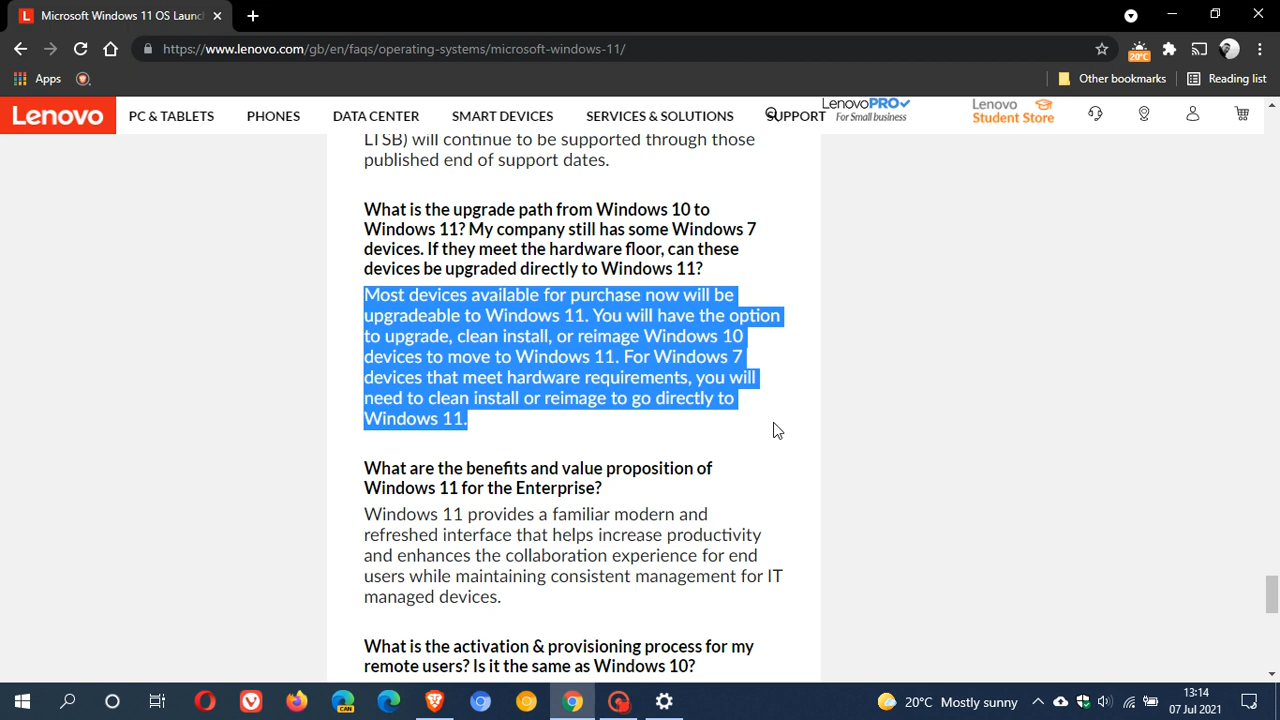 Microsoft Windows 11 OS Launc
https://www.lenovo.com/gb/en/faqs/operating-systems/microsoft-windows-11/
20°C
Apps
Other bookmarks
Reading list
Lenovo
PC & TABLETS
PHONES
DATA CENTER
SMART DEVICES
SERVICES & SOLUTIONS
SUPPORT
LenovoPRO
For Small business
Lenovo
Student Store
LTSB) will continue to be supported through those
published end of support dates.
What is the upgrade path from Windows 10 to
Windows 11? My company still has some Windows 7
devices. If they meet the hardware floor, can these
devices be upgraded directly to Windows 11?
Most devices available for purchase now will be
upgradeable to Windows 11. You will have the option
to upgrade, clean install, or reimage Windows 10
devices to move to Windows 11. For Windows 7
devices that meet hardware requirements, you will
need to clean install or reimage to go directly to
Windows 11.
What are the benefits and value proposition of
Windows 11 for the Enterprise?
Windows 11 provides a familiar modern and
refreshed interface that helps increase productivity
and enhances the collaboration experience for end
users while maintaining consistent management for IT
managed devices.
What is the activation & provisioning process for my
remote users? Is it the same as Windows 10?
CAN
20°C Mostly sunny
13:14
07 Jul 2021